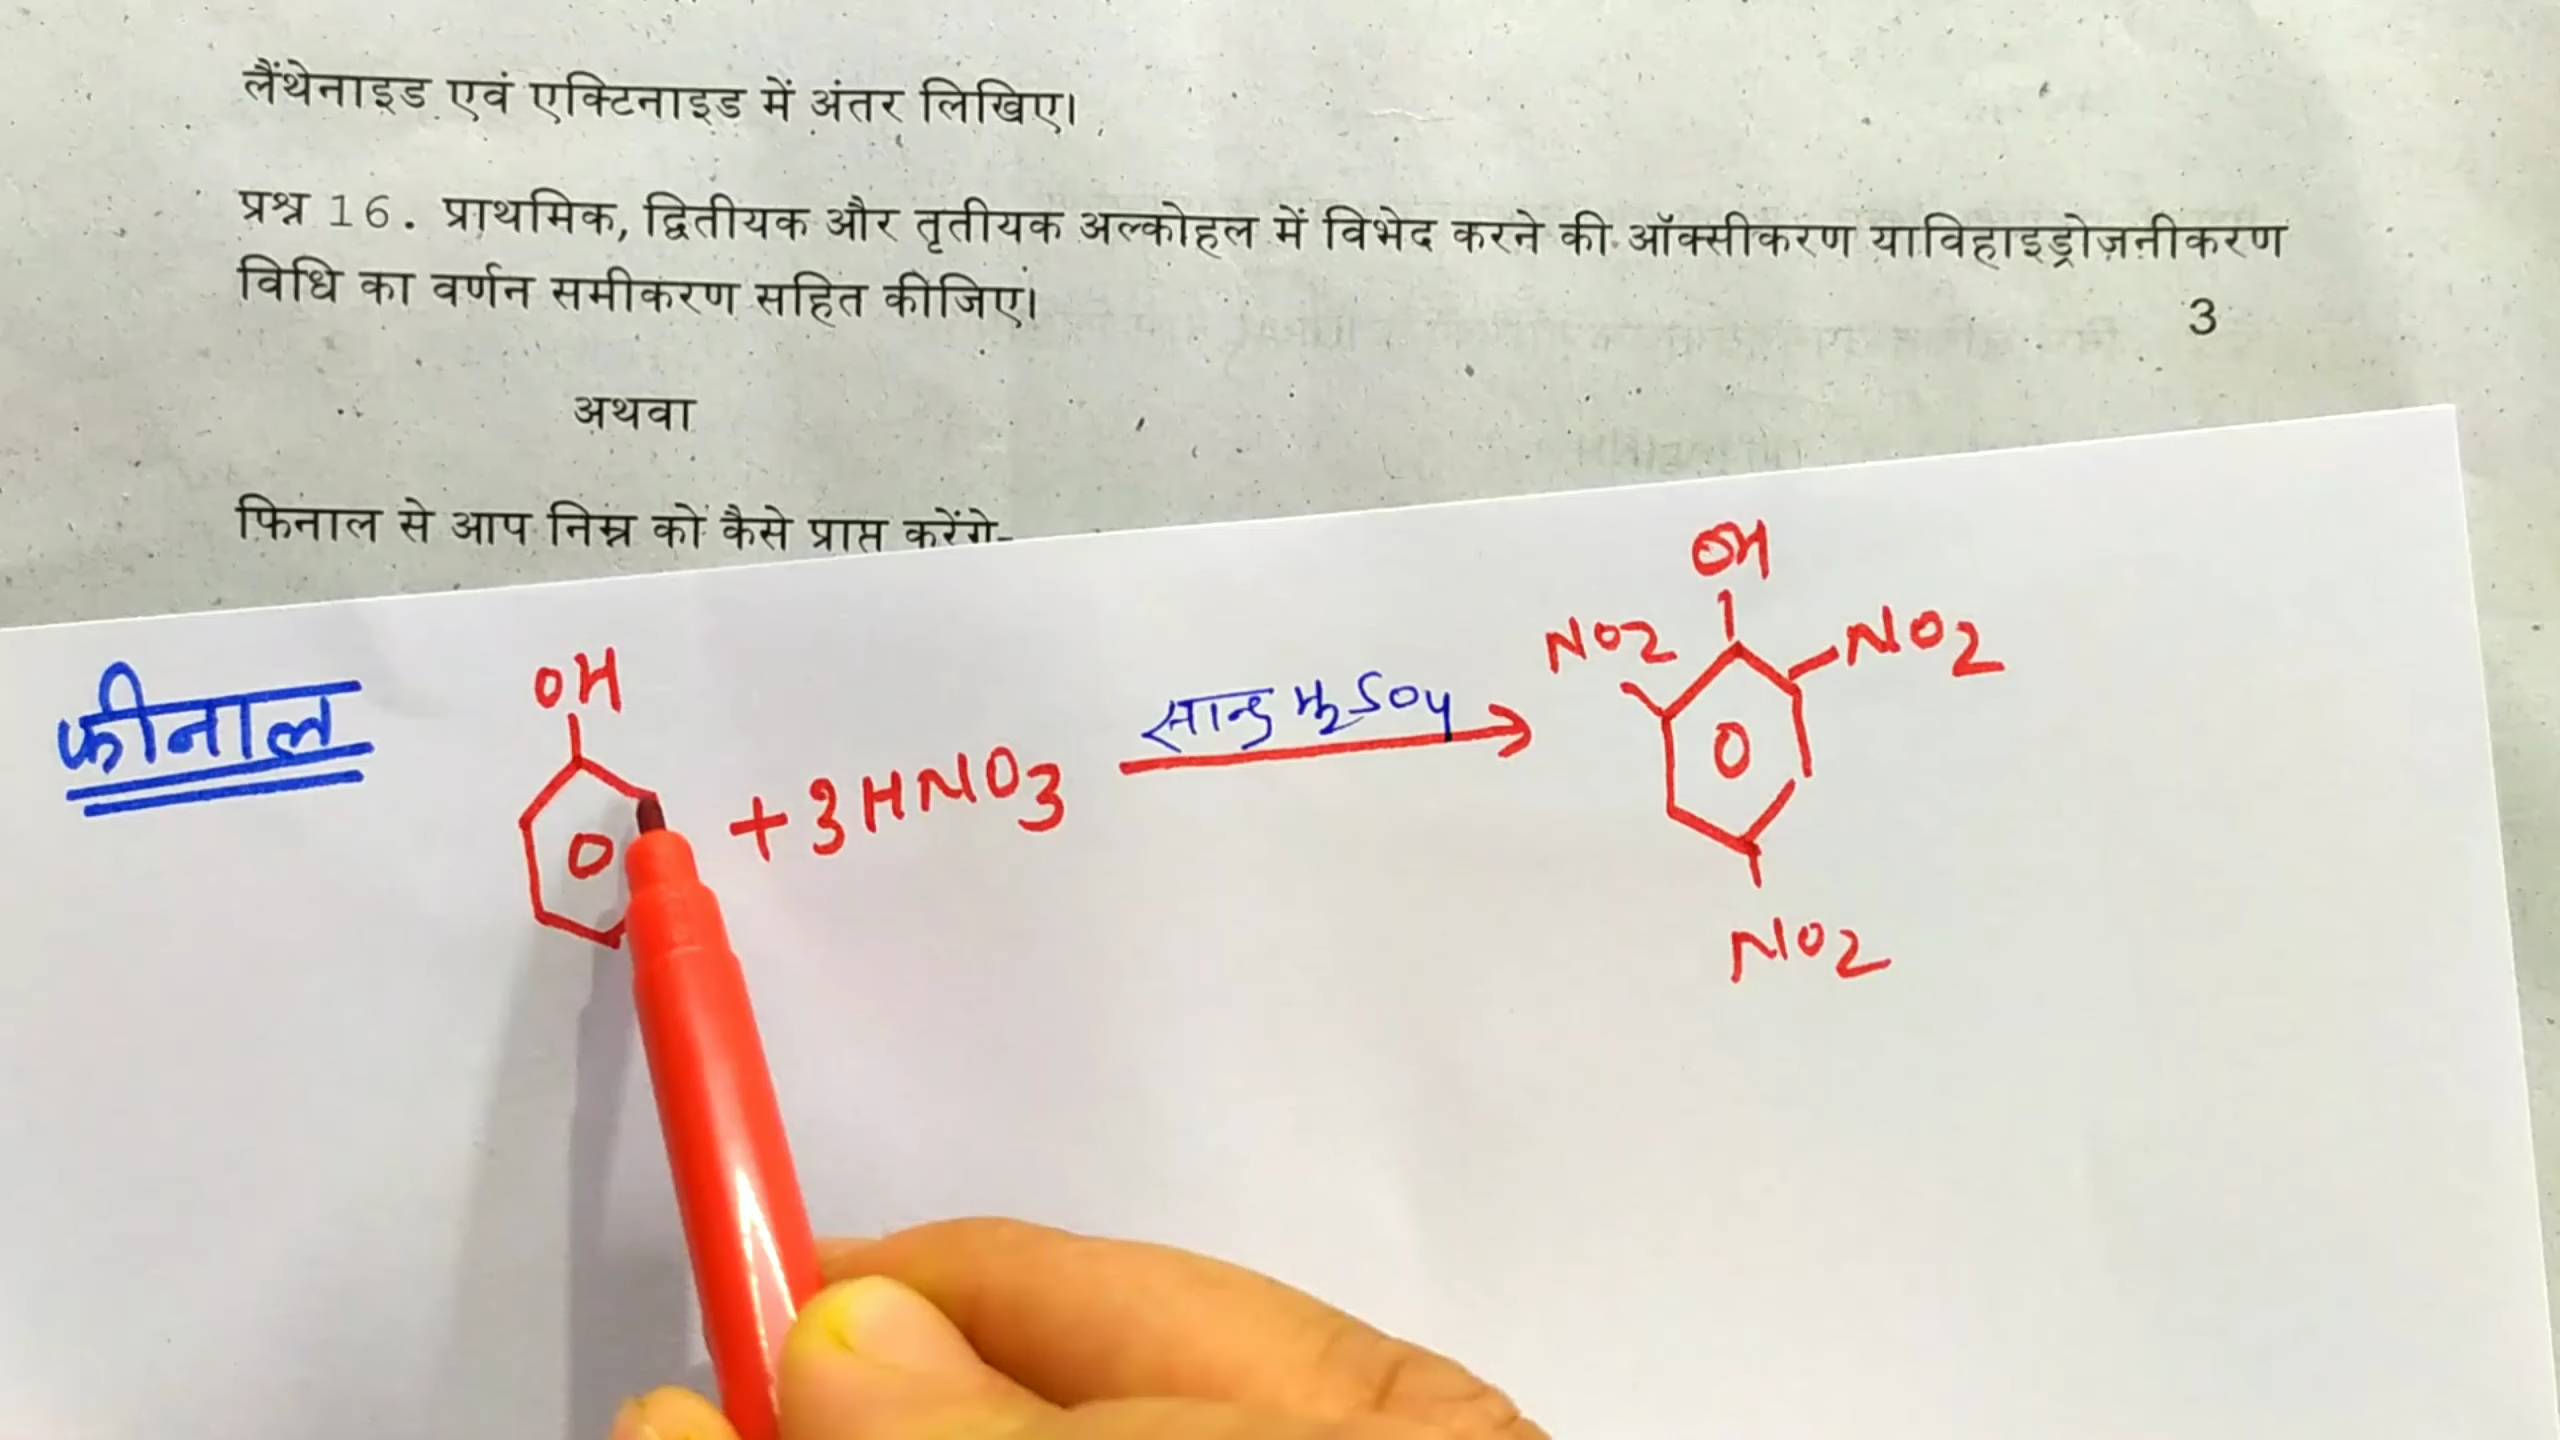 लैंथेनाइड एवं एक्टिनाइड में अंतर लिखिए।
प्रश्न 16. प्राथमिक, द्वितीयक और तृतीयक अल्कोहल में विभेद करने की ऑक्सीकरण याविहाइड्रोज़नीकरण
विधि का वर्णन समीकरण सहित कीजिए।
3
अथवा
फिनाल से आप निम्न को कैसे प्राप्त करेंगे-
फीनाल
OH
+3HNO3
सान्द्र H2SO4
OH
NO2
NO2
NO2